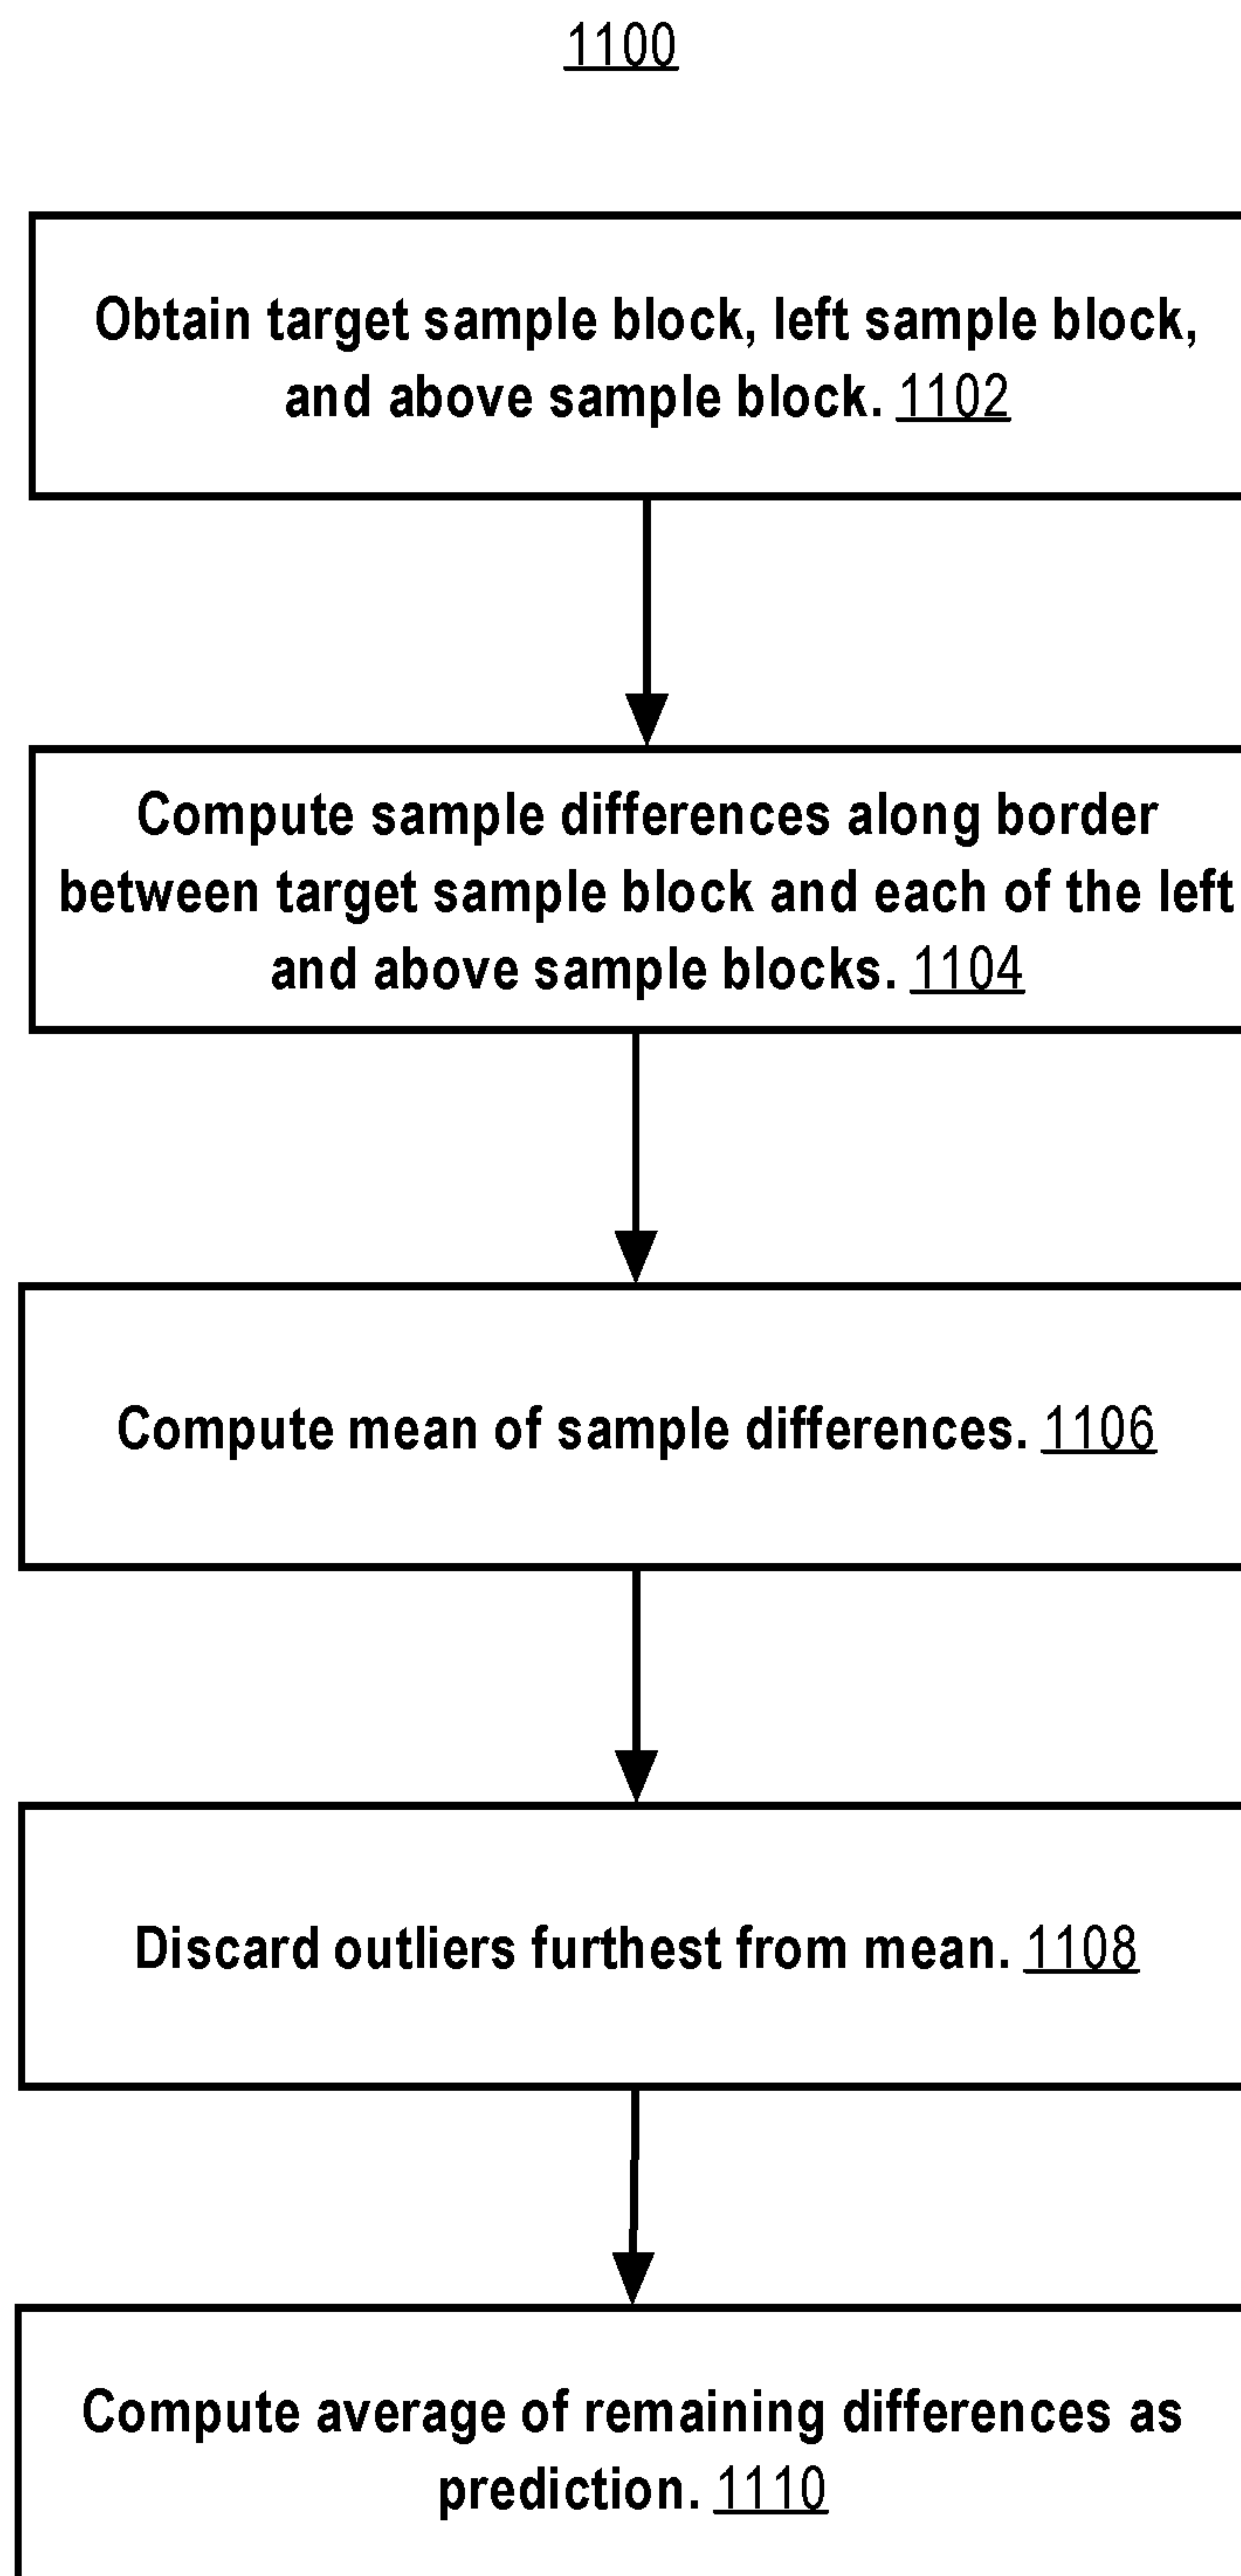 1100
Obtain target sample block, left sample block,
and above sample block. 1102
Compute sample differences along border
between target sample block and each of the left
and above sample blocks. 1104
Compute mean of sample differences. 1106
Discard outliers furthest from mean. 1108
Compute average of remaining differences as
prediction. 1110